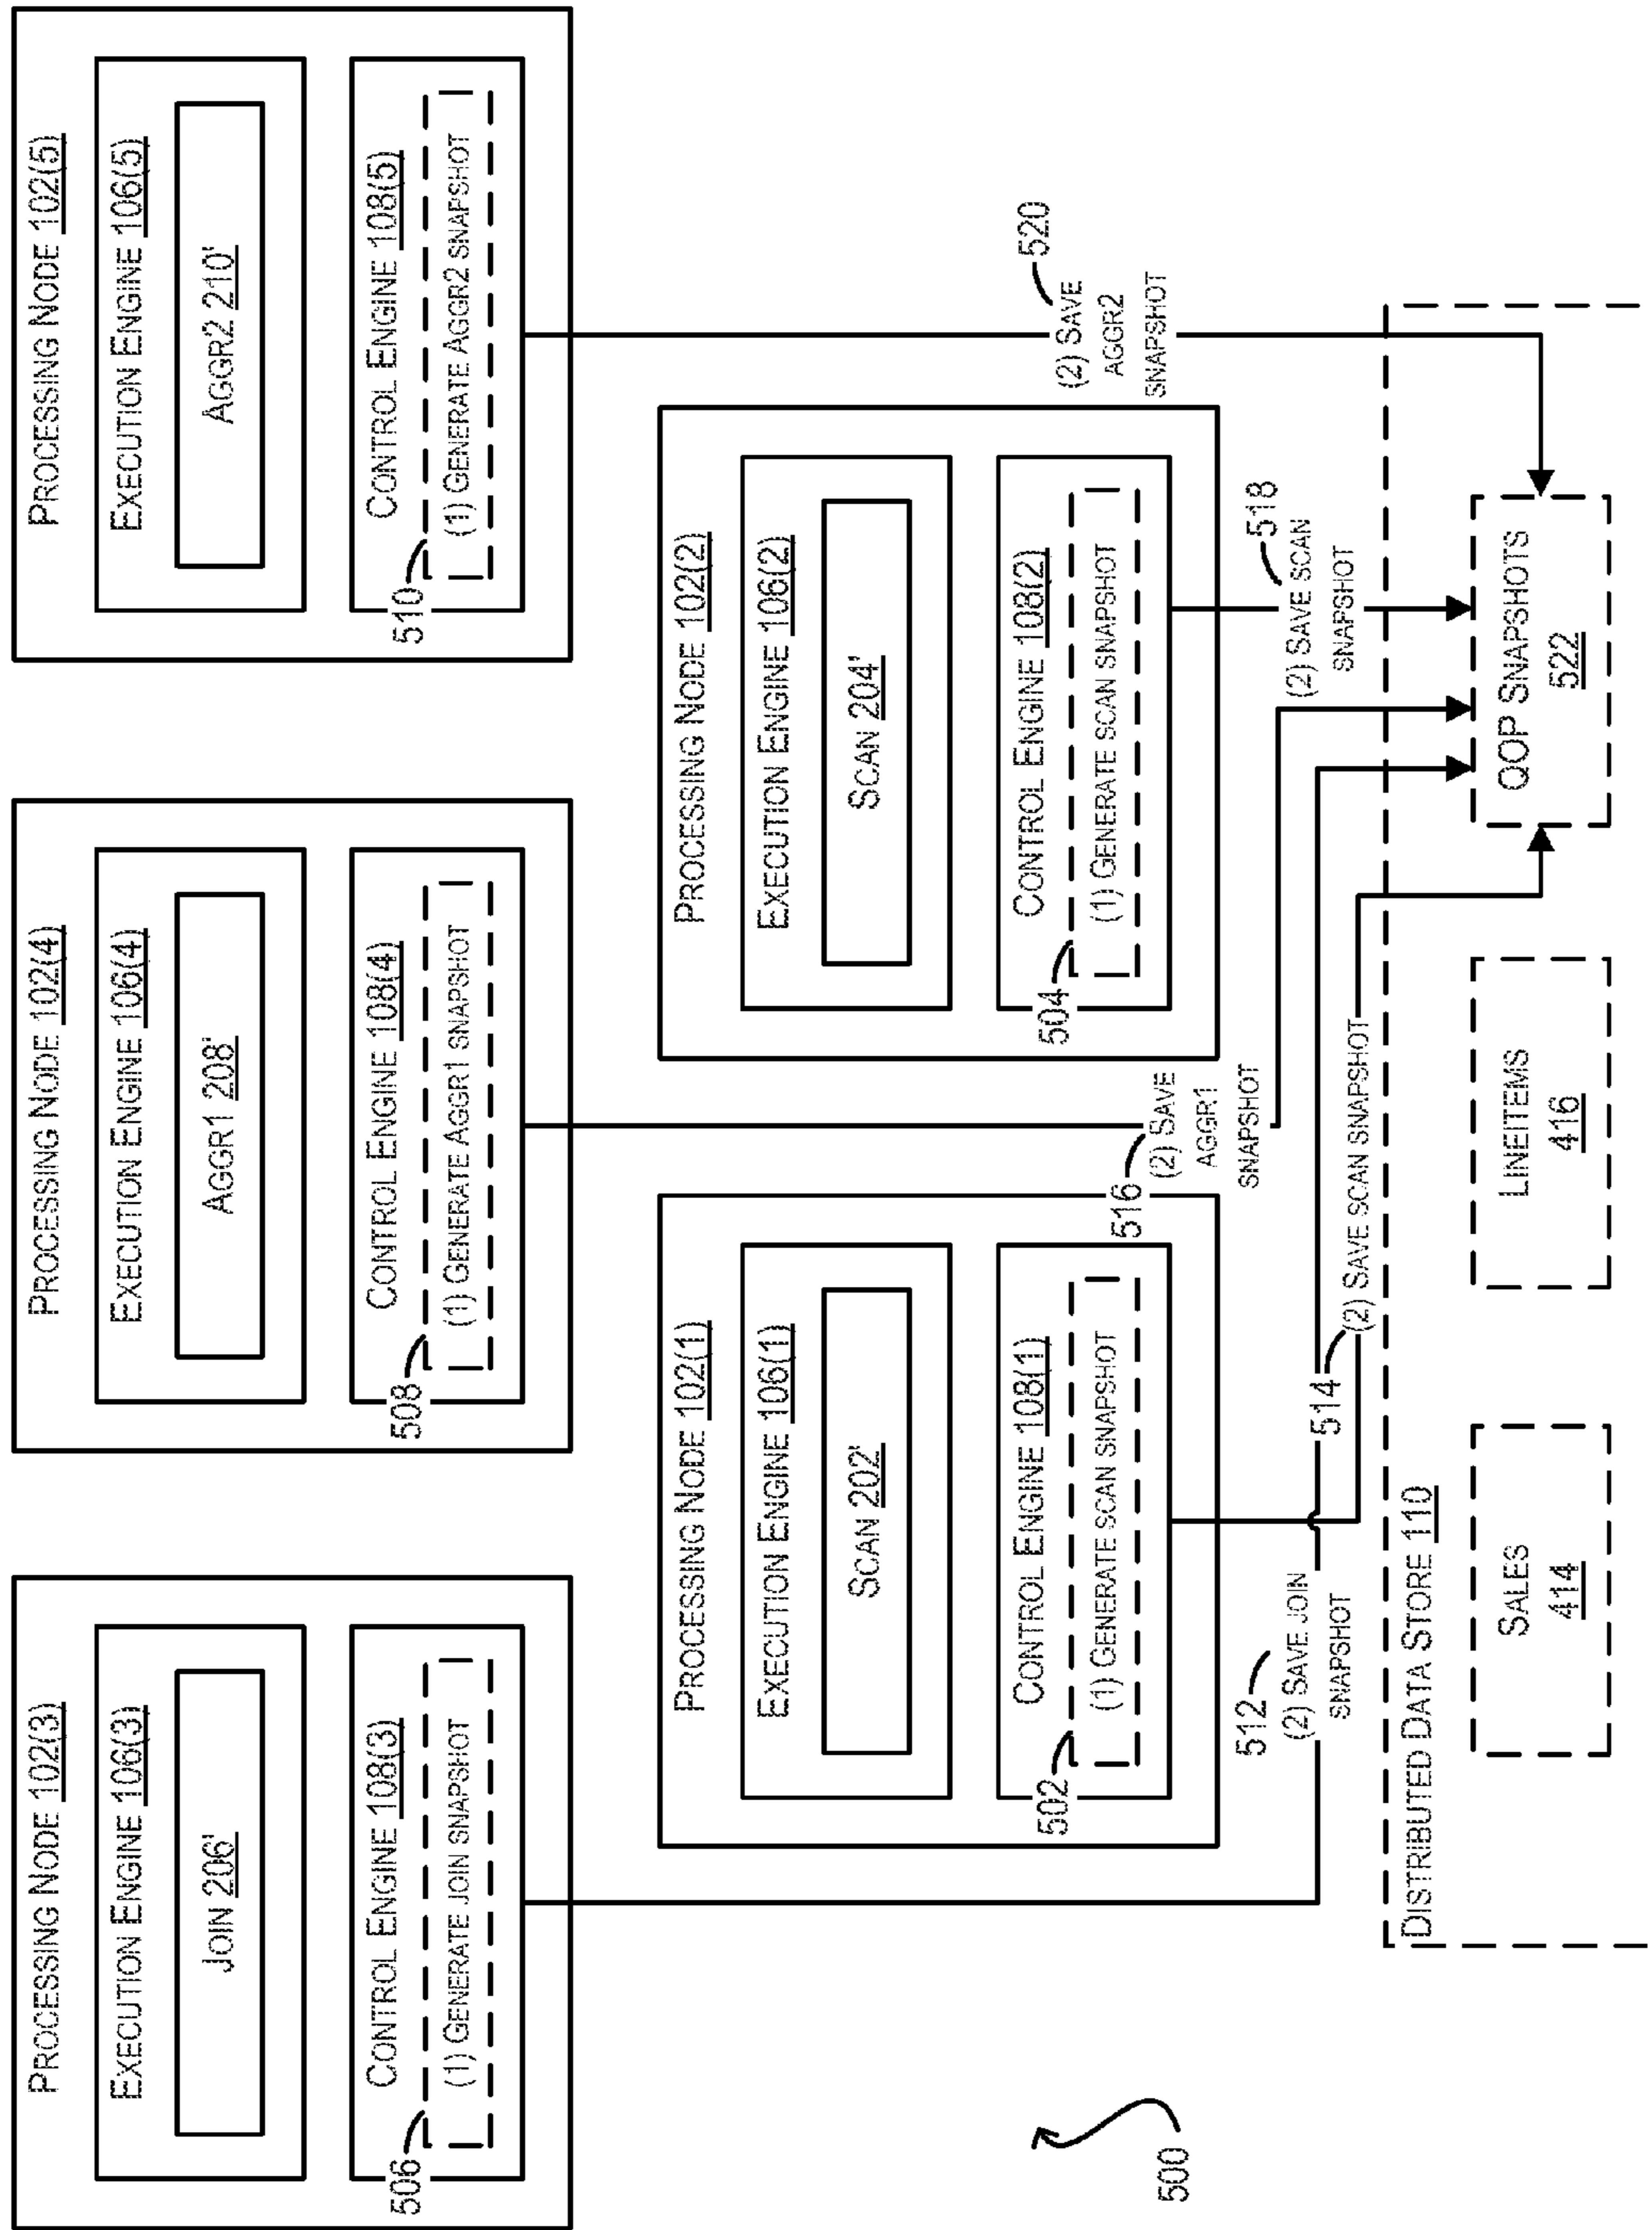 PROCESSING NODE 102(3)
EXECUTION ENGINE 106(3)
JOIN 206'
CONTROL ENGINE 108(3)
506
(1) GENERATE JOIN SNAPSHOT
PROCESSING NODE 102(4)
EXECUTION ENGINE 106(4)
AGGR1 208'
CONTROL ENGINE 108(4)
508
(1) GENERATE AGGR1 SNAPSHOT
PROCESSING NODE 102(5)
EXECUTION ENGINE 106(5)
AGGR2 210'
CONTROL ENGINE 108(5)
510
(1) GENERATE AGGR2 SNAPSHOT
PROCESSING NODE 102(1)
EXECUTION ENGINE 106(1)
SCAN 202'
CONTROL ENGINE 108(1)
502
(1) GENERATE SCAN SNAPSHOT
PROCESSING NODE 102(2)
EXECUTION ENGINE 106(2)
SCAN 204'
CONTROL ENGINE 108(2)
504
(1) GENERATE SCAN SNAPSHOT
512
(2) SAVE JOIN
SNAPSHOT
514
(2) SAVE SCAN SNAPSHOT
516
(2) SAVE
AGGR1
SNAPSHOT
518
(2) SAVE SCAN
SNAPSHOT
520
(2) SAVE
AGGR2
SNAPSHOT
500
DISTRIBUTED DATA STORE 110
SALES
414
LINEITEMS
416
QOP SNAPSHOTS
522